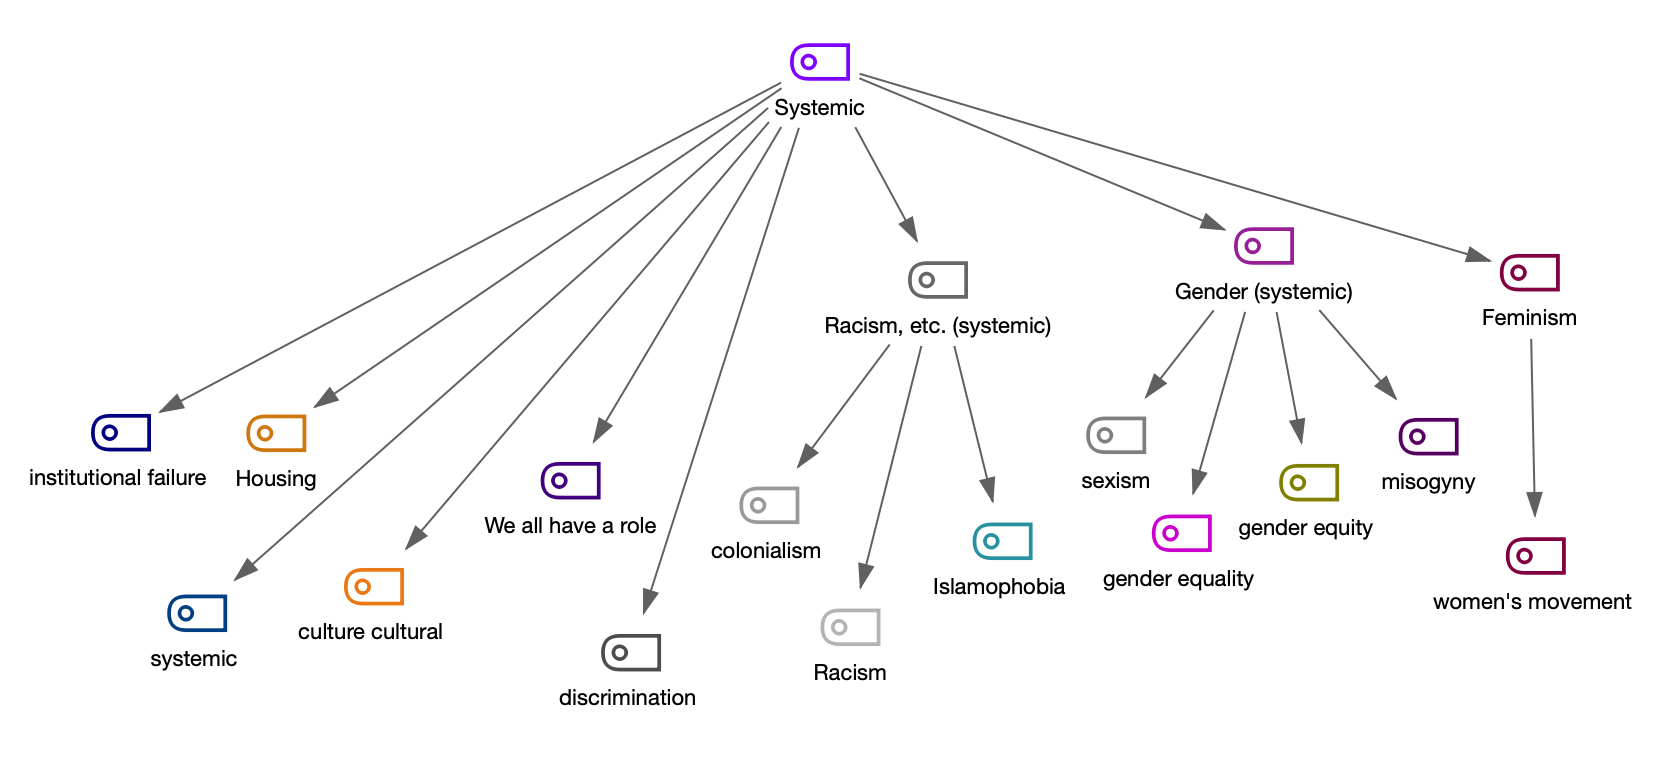 Systemic
Gender (systemic)
Feminism
Racism, etc. (systemic)
institutional failure
Housing
sexism
misogyny
We all have a role
gender equity
colonialism
gender equality
Islamophobia
women's movement
culture cultural
systemic
Racism
discrimination